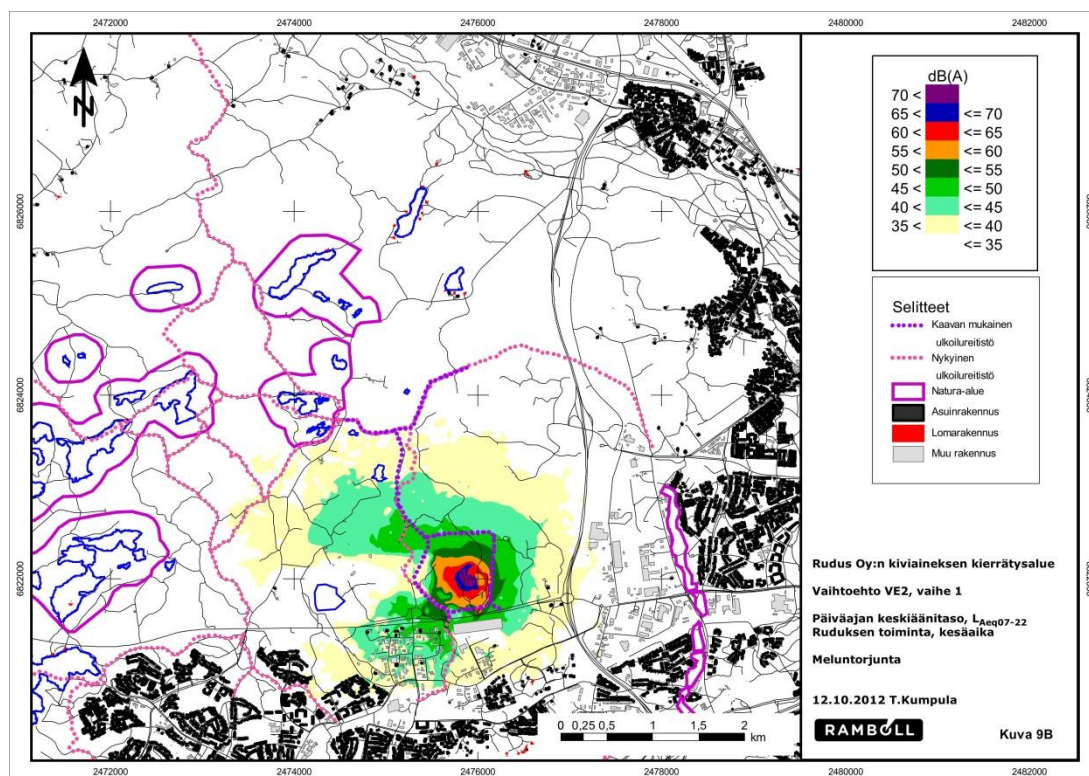 2472000 2474000 2476000 2478000 2480000 2482000
N
6826000
6824000
6822000
dB(A)
70 <
65 < <= 70
60 < <= 65
55 < <= 60
50 < <= 55
45 < <= 50
40 < <= 45
35 < <= 40
<= 35
Selitteet
Kaavan mukainen
ulkoilureitistö
Nykyinen
ulkoilureitistö
Natura-alue
Asuinrakennus
Lomarakennus
Muu rakennus
Rudus Oy:n kiviaineksen kierrätysalue
Vaihtoehto VE2, vaihe 1
Päiväajan keskiäänitaso, LAeq07-22
Ruduksen toiminta, kesäaika
Meluntorjunta
12.10.2012 T.Kumpula
RAMBOLL Kuva 9B
0 0,25 0,5 1 1,5 2
km
2472000 2474000 2476000 2478000 2480000 2482000